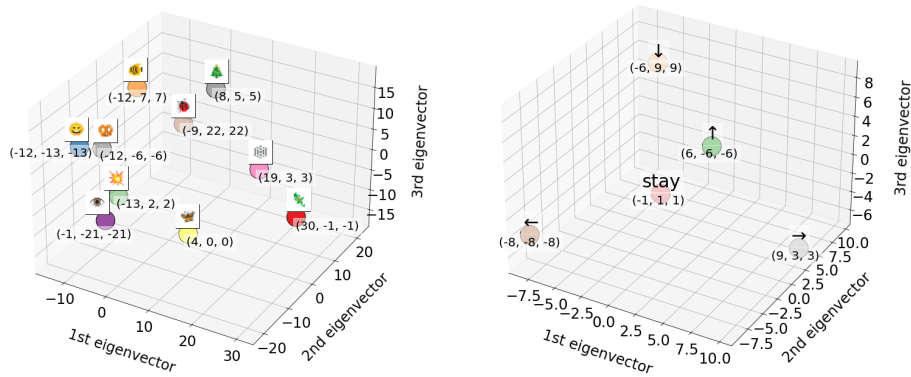 (-12, 7, 7)
(8, 5, 5)
(-9, 22, 22)
(-12, -13, -13)
(-12, -6, -6)
(19, 3, 3)
(-13, 2, 2)
(30, -1, -1)
(-1, -21, -21)
(4, 0, 0)
15
10
5
0
−5
−10
−15
3rd eigenvector
20
10
0
−10
−20
2nd eigenvector
−10
0
10
20
30
1st eigenvector
↓
(-6, 9, 9)
↑
(6, -6, -6)
stay
(-1, 1, 1)
←
(-8, -8, -8)
→
(9, 3, 3)
8
6
4
2
0
−2
−4
−6
3rd eigenvector
10.0
7.5
5.0
2.5
0.0
−2.5
−5.0
−7.5
2nd eigenvector
−7.5
−5.0
−2.5
0.0
2.5
5.0
7.5
10.0
1st eigenvector